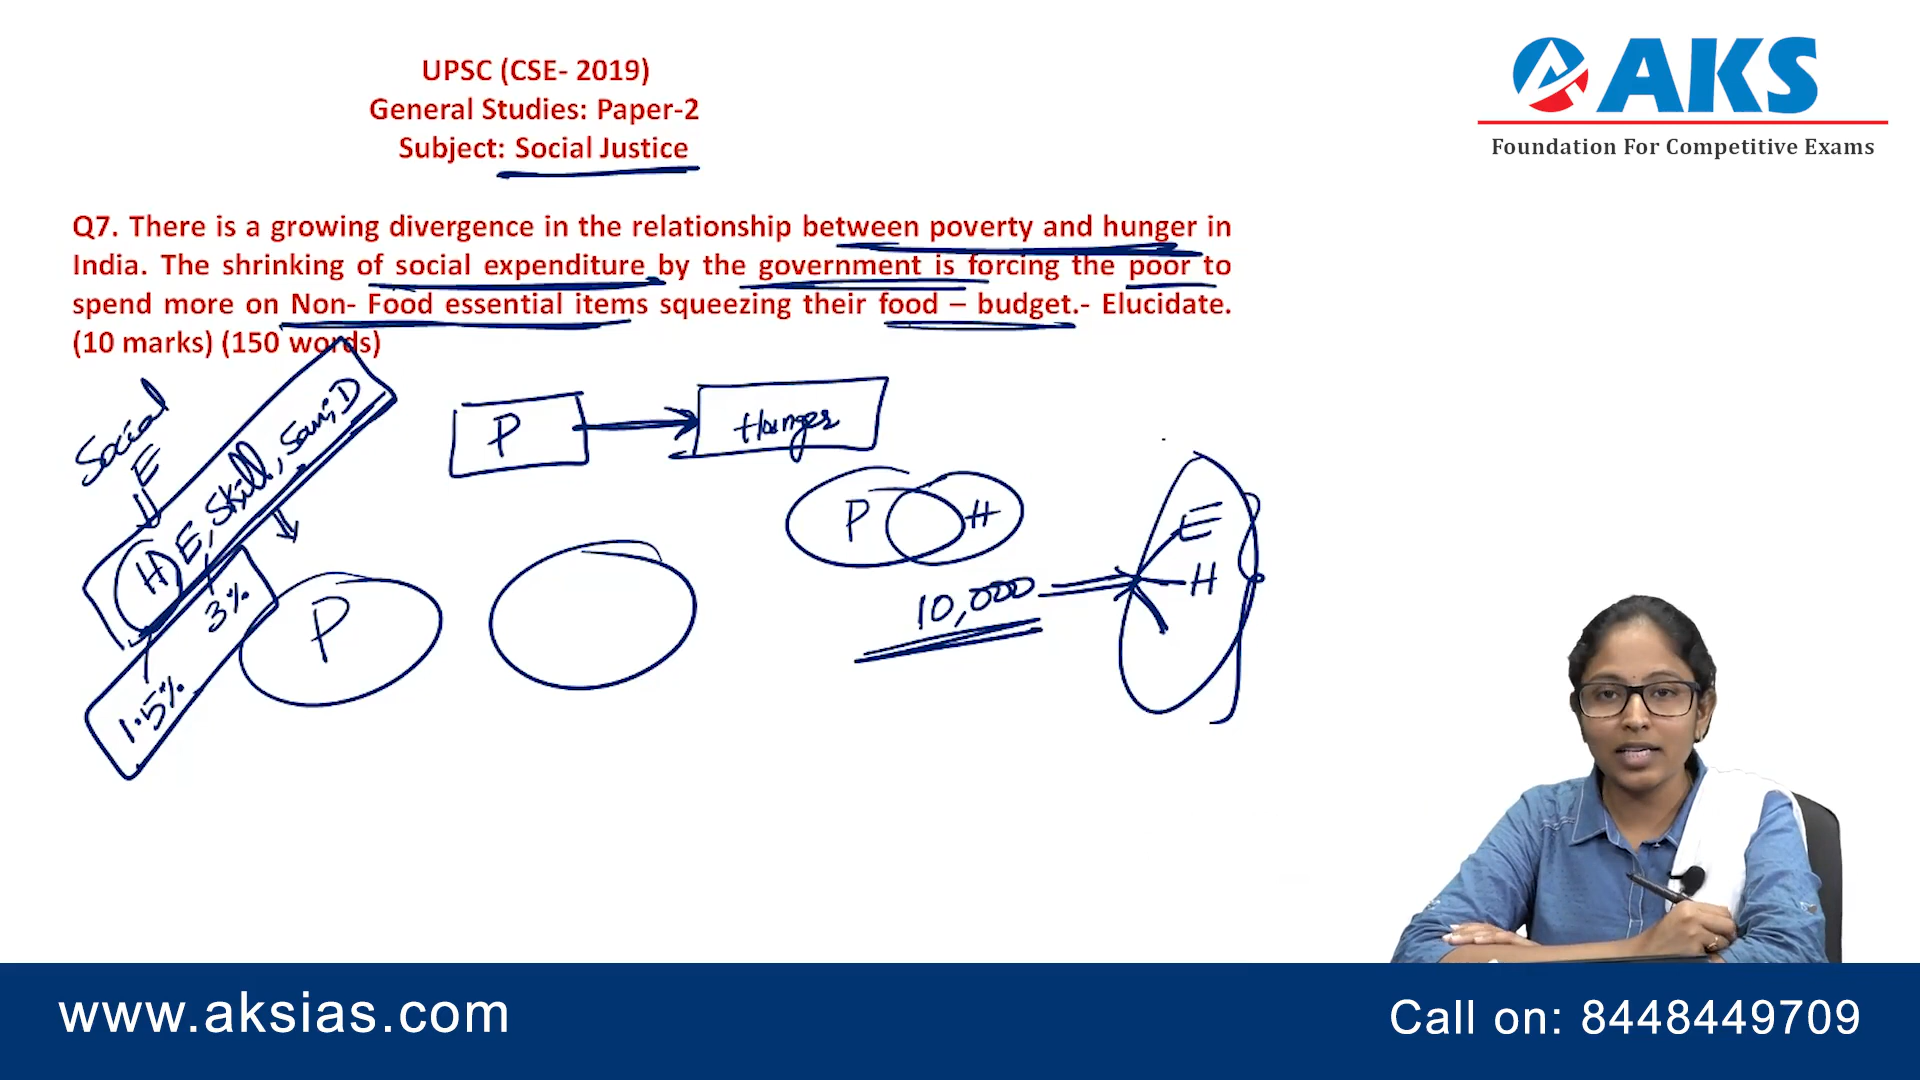 UPSC (CSE- 2019)
General Studies: Paper-2
Subject: Social Justice
AKS
Foundation For Competitive Exams
Q7. There is a growing divergence in the relationship between poverty and hunger in
India. The shrinking of social expenditure by the government is forcing the poor to
spend more on Non- Food essential items squeezing their food – budget.- Elucidate.
(10 marks) (150 words)
Social
E
H, E, Skill, Sani, D
3%
1.5%
P
Hunger
P
H
P
10,000
E
H
www.aksias.com
Call on: 8448449709